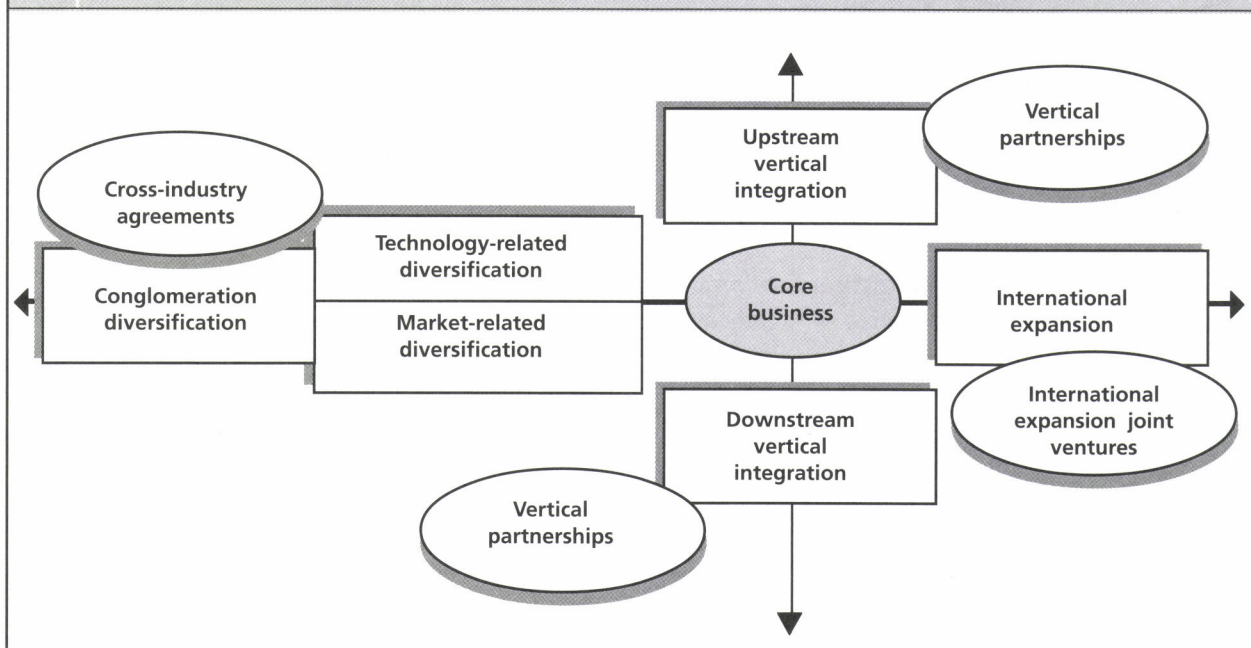 Upstream
vertical
integration
Vertical
partnerships
Cross-industry
agreements
Technology-related
diversification
Conglomeration
diversification
Market-related
diversification
Core
business
International
expansion
Downstream
vertical
integration
International
expansion joint
ventures
Vertical
partnerships